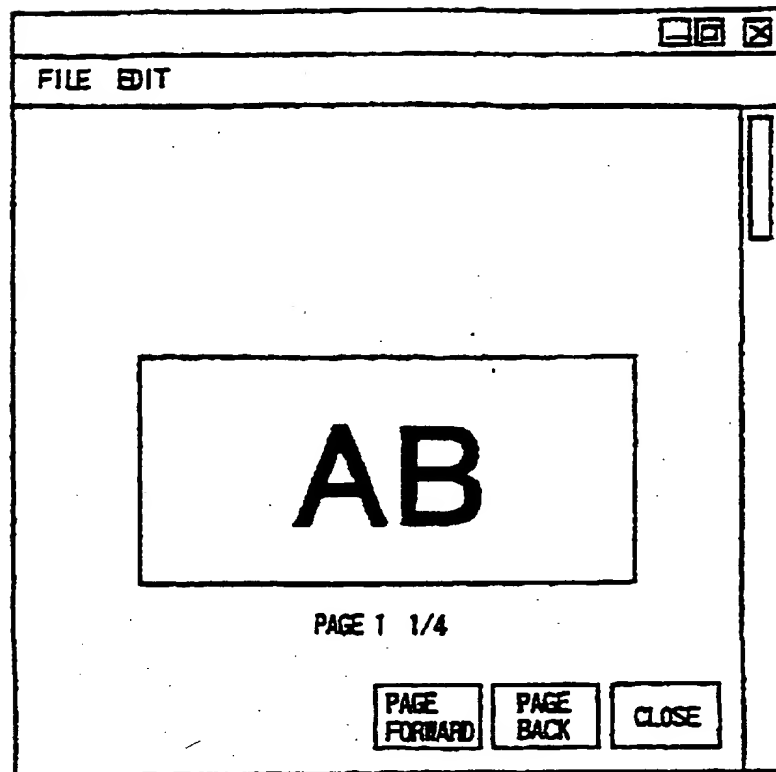 FILE EDIT
AB
PAGE 1 1/4
PAGE FORWARD
PAGE BACK
CLOSE